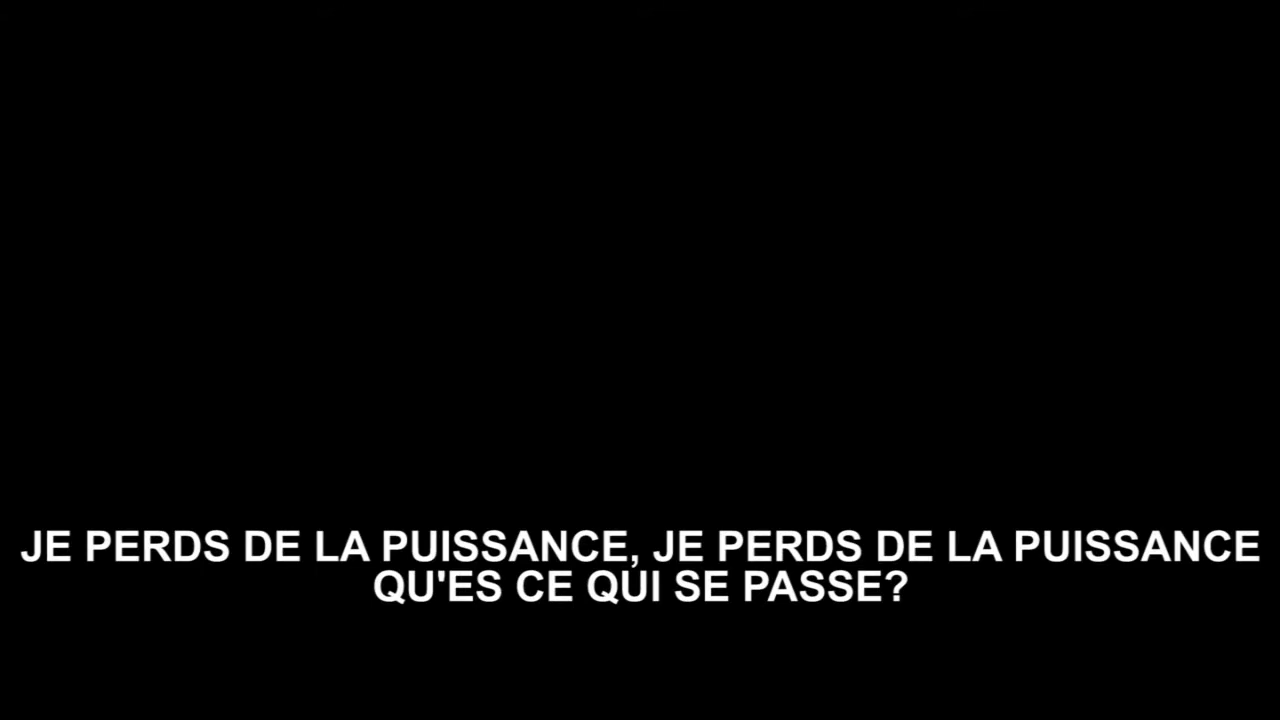 JE PERDS DE LA PUISSANCE, JE PERDS DE LA PUISSANCE
QU'ES CE QUI SE PASSE?